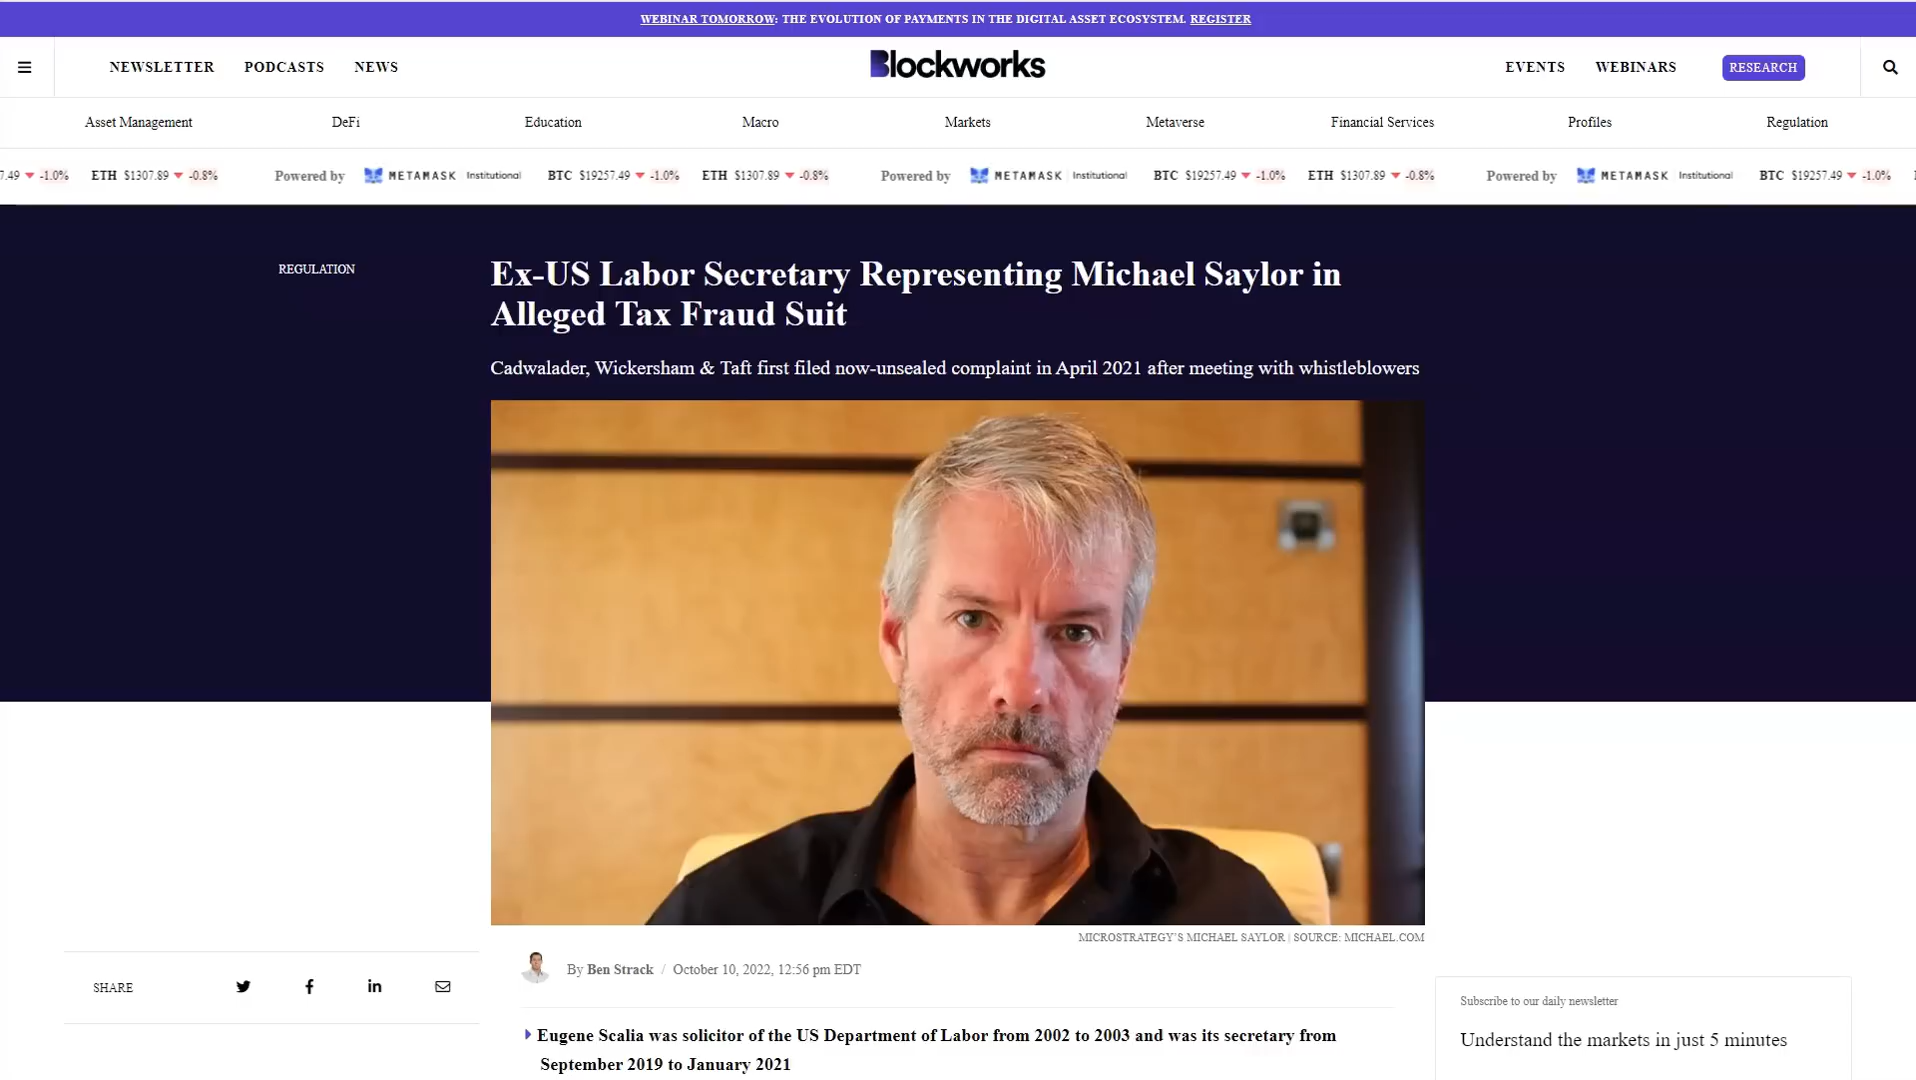 WEBINAR TOMORROW: THE EVOLUTION OF PAYMENTS IN THE DIGITAL ASSET ECOSYSTEM. REGISTER
NEWSLETTER PODCASTS NEWS Blockworks EVENTS WEBINARS RESEARCH
Asset Management DeFi Education Macro Markets Metaverse Financial Services Profiles Regulation
7.49 -1.0% ETH $1307.89 -0.8% Powered by METAMASK Institutional BTC $19257.49 -1.0% ETH $1307.89 -0.8% Powered by METAMASK Institutional BTC $19257.49 -1.0% ETH $1307.89 -0.8% Powered by METAMASK Institutional BTC $19257.49 -1.0%
REGULATION
Ex-US Labor Secretary Representing Michael Saylor in
Alleged Tax Fraud Suit
Cadwalader, Wickersham & Taft first filed now-unsealed complaint in April 2021 after meeting with whistleblowers
MICROSTRATEGY'S MICHAEL SAYLOR | SOURCE: MICHAEL.COM
By Ben Strack / October 10, 2022, 12:56 pm EDT
SHARE
Eugene Scalia was solicitor of the US Department of Labor from 2002 to 2003 and was its secretary from
September 2019 to January 2021
Subscribe to our daily newsletter
Understand the markets in just 5 minutes